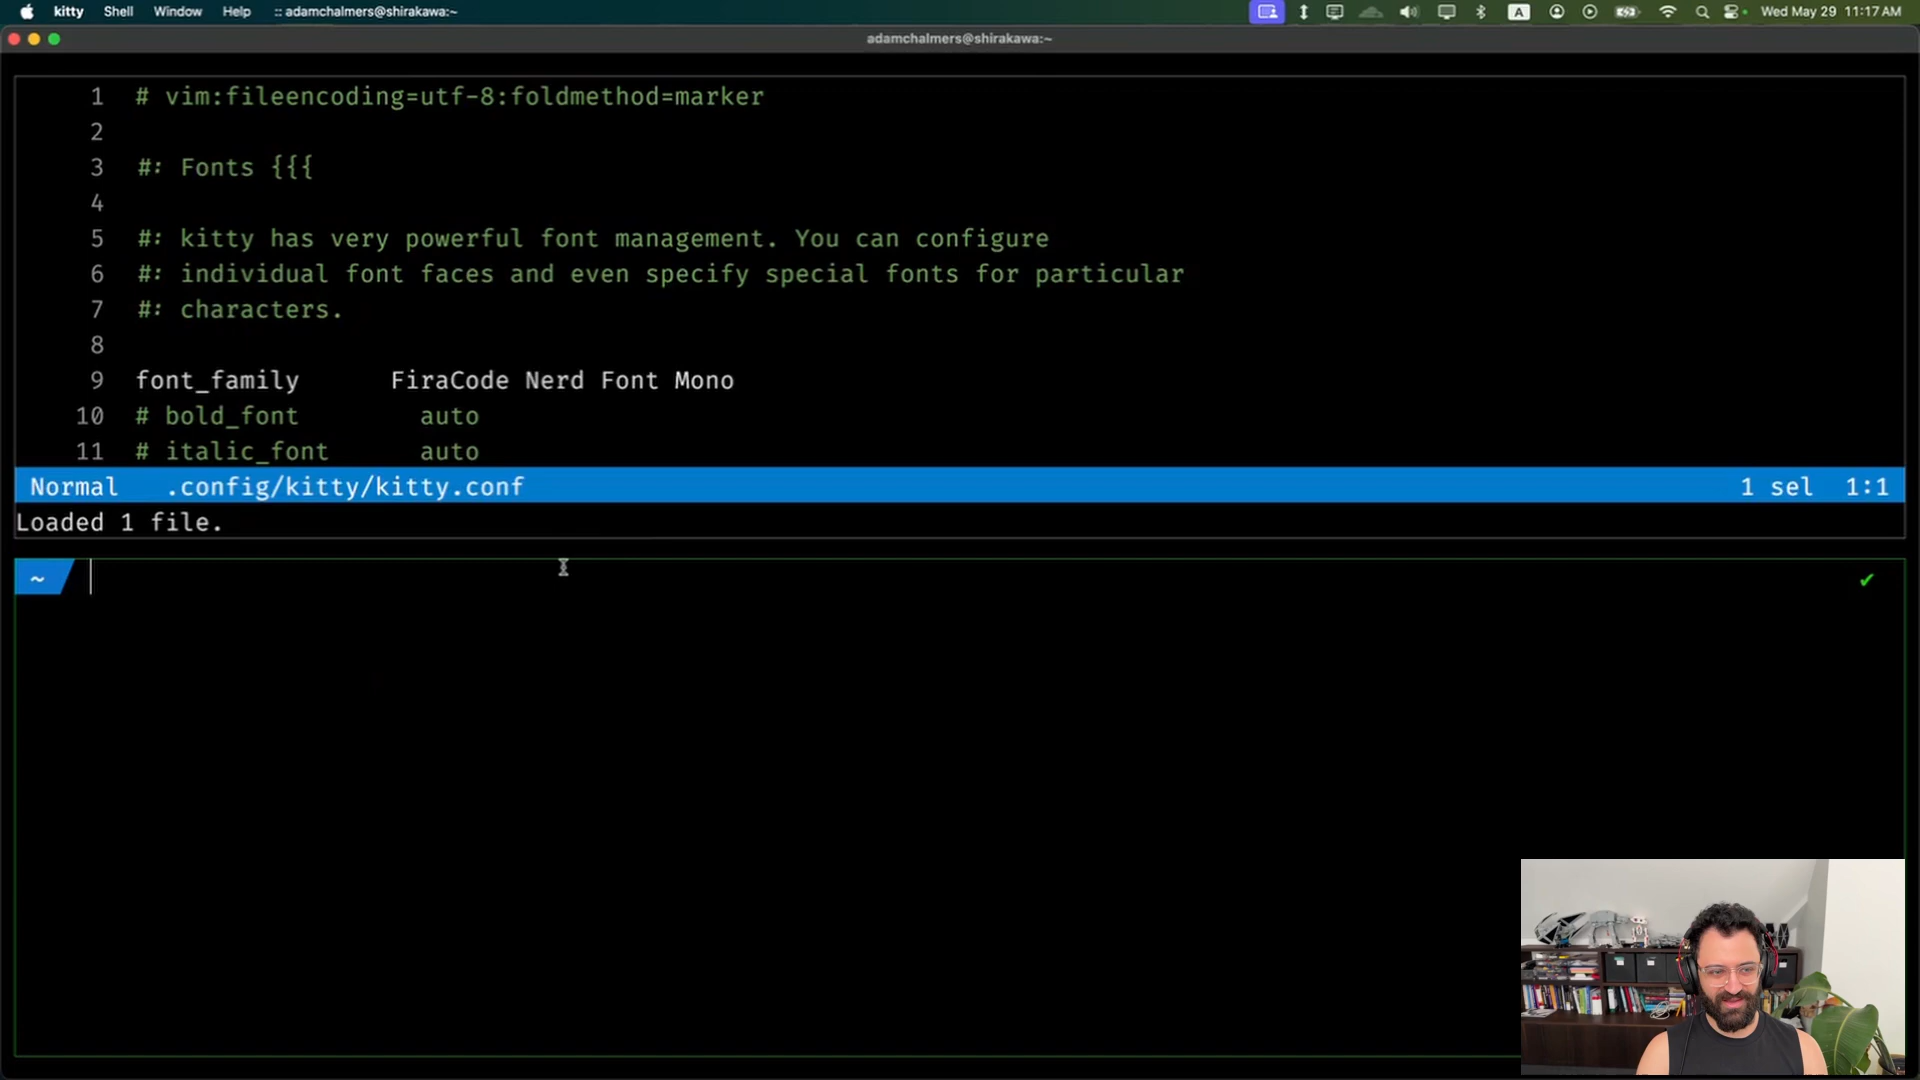 kitty Shell Window Help :: adamchalmers@shirakawa:~ A Wed May 29 11:17 AM
adamchalmers@shirakawa:~
1 # vim:fileencoding=utf-8:foldmethod=marker
2
3 #: Fonts {{{
4
5 #: kitty has very powerful font management. You can configure
6 #: individual font faces and even specify special fonts for particular
7 #: characters.
8
9 font_family FiraCode Nerd Font Mono
10 # bold_font auto
11 # italic_font auto
Normal .config/kitty/kitty.conf 1 sel 1:1
Loaded 1 file.
~ ✔